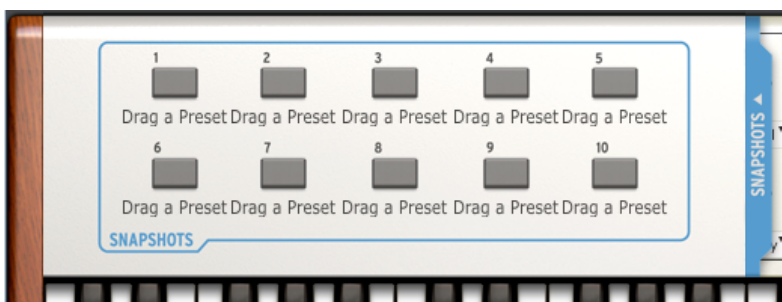 1 2 3 4 5
Drag a Preset Drag a Preset Drag a Preset Drag a Preset Drag a Preset
6 7 8 9 10
Drag a Preset Drag a Preset Drag a Preset Drag a Preset Drag a Preset
SNAPSHOTS
SNAPSHOTS ▲